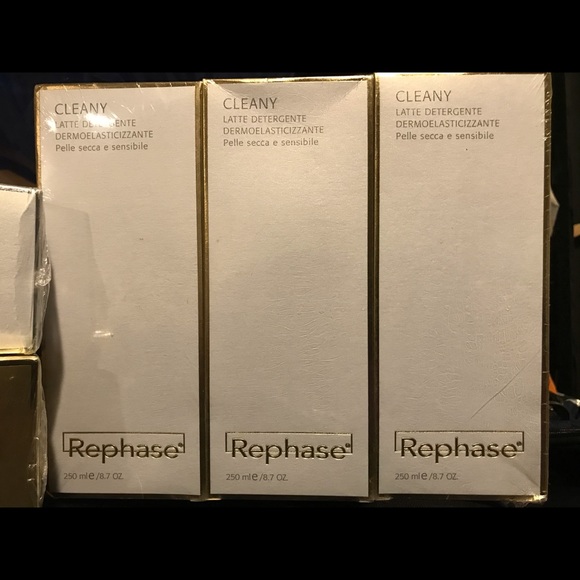 CLEANY
LATTE DETERGENTE
DERMOELASTICIZZANTE
Pelle secca e sensibile
Rephase®
250 ml e /8.7 OZ.
CLEANY
LATTE DETERGENTE
DERMOELASTICIZZANTE
Pelle secca e sensibile
Rephase®
250 ml e /8.7 OZ.
CLEANY
LATTE DETERGENTE
DERMOELASTICIZZANTE
Pelle secca e sensibile
Rephase®
250 ml e /8.7 OZ.